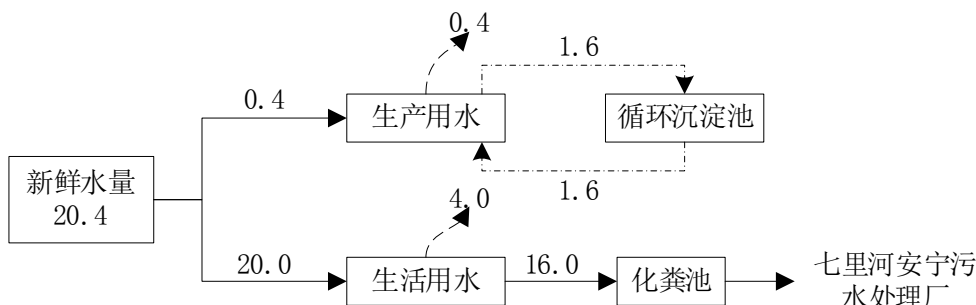 0.4
1.6
0.4
生产用水
循环沉淀池
新鲜水量
20.4
1.6
4.0
20.0
生活用水
16.0
化粪池
七里河安宁污
水处理厂